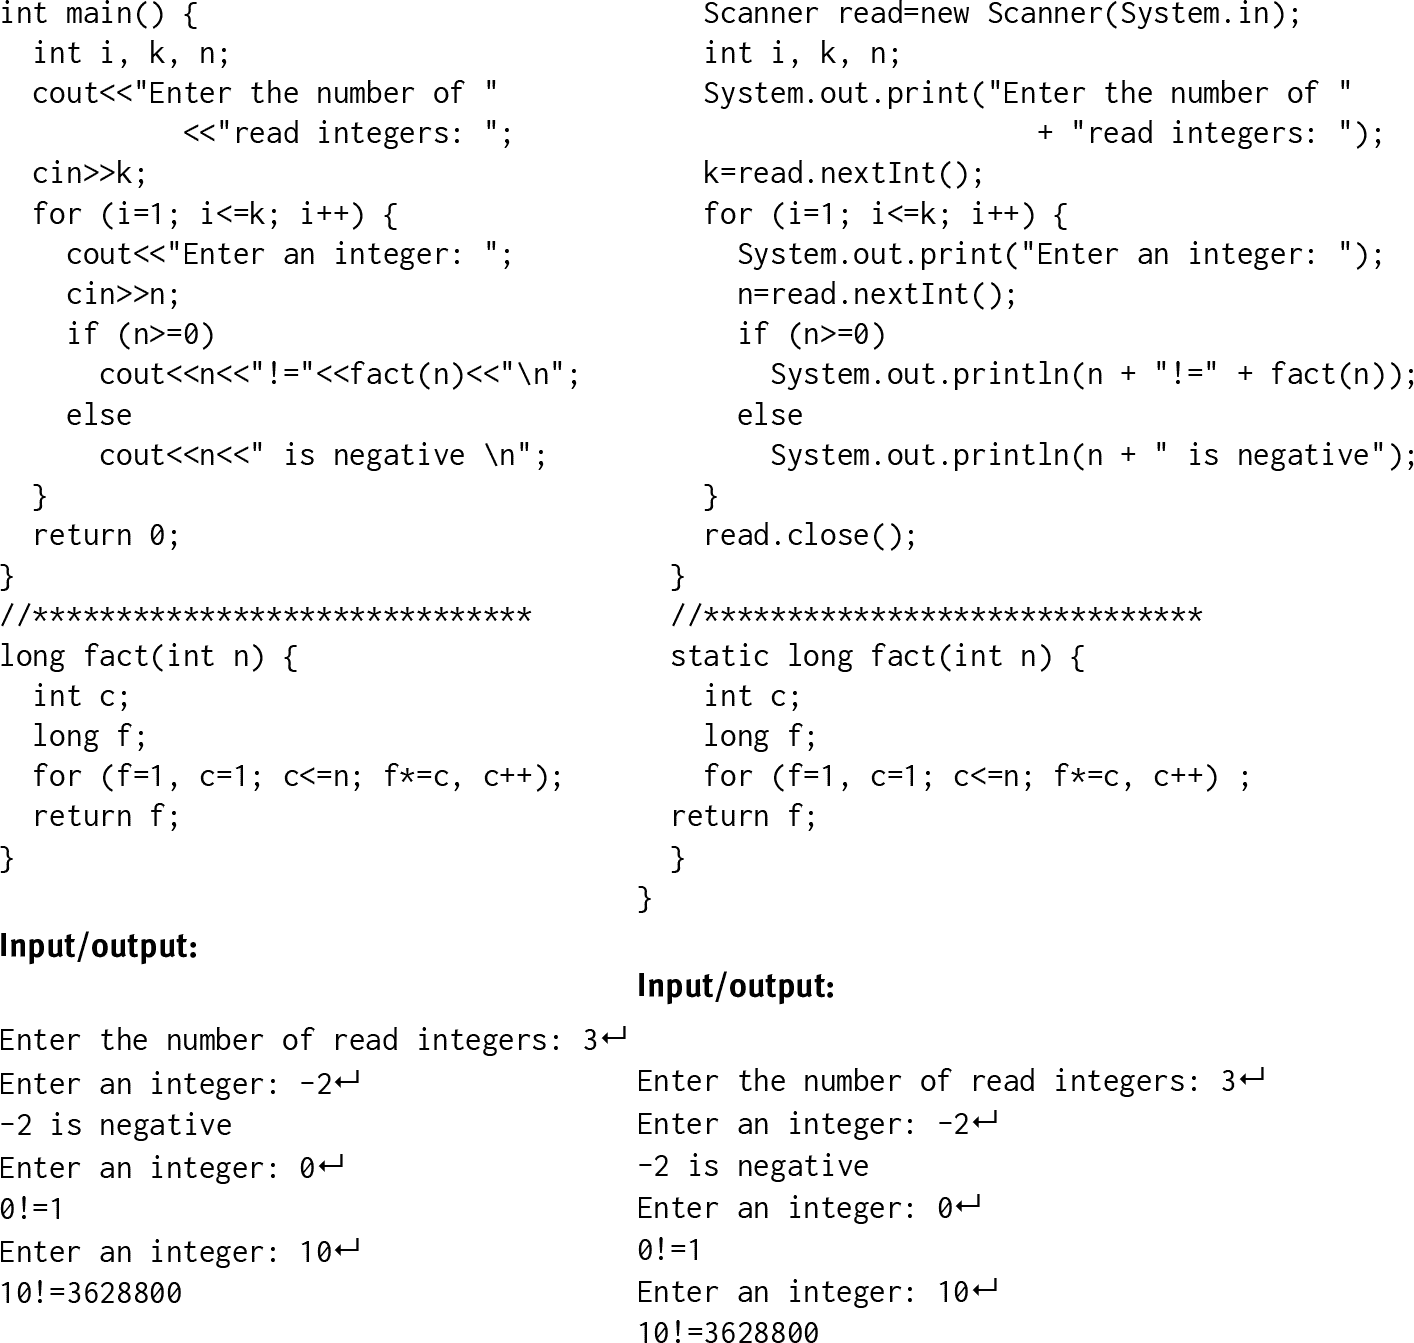 int main() {
  int i, k, n;
  cout<<"Enter the number of "
           <<"read integers: ";
  cin>>k;
  for (i=1; i<=k; i++) {
    cout<<"Enter an integer: ";
    cin>>n;
    if (n>=0)
      cout<<n<<"!="<<fact(n)<<"\n";
    else
      cout<<n<<" is negative \n";
  }
  return 0;
}
//******************************
long fact(int n) {
  int c;
  long f;
  for (f=1, c=1; c<=n; f*=c, c++);
  return f;
}
Input/output:
Enter the number of read integers: 3↵
Enter an integer: -2↵
-2 is negative
Enter an integer: 0↵
0!=1
Enter an integer: 10↵
10!=3628800
    Scanner read=new Scanner(System.in);
    int i, k, n;
    System.out.print("Enter the number of "
                        + "read integers: ");
    k=read.nextInt();
    for (i=1; i<=k; i++) {
      System.out.print("Enter an integer: ");
      n=read.nextInt();
      if (n>=0)
        System.out.println(n + "!=" + fact(n));
      else
        System.out.println(n + " is negative");
    }
    read.close();
  }
  //******************************
  static long fact(int n) {
    int c;
    long f;
    for (f=1, c=1; c<=n; f*=c, c++) ;
  return f;
  }
}
Input/output:
Enter the number of read integers: 3↵
Enter an integer: -2↵
-2 is negative
Enter an integer: 0↵
0!=1
Enter an integer: 10↵
10!=3628800